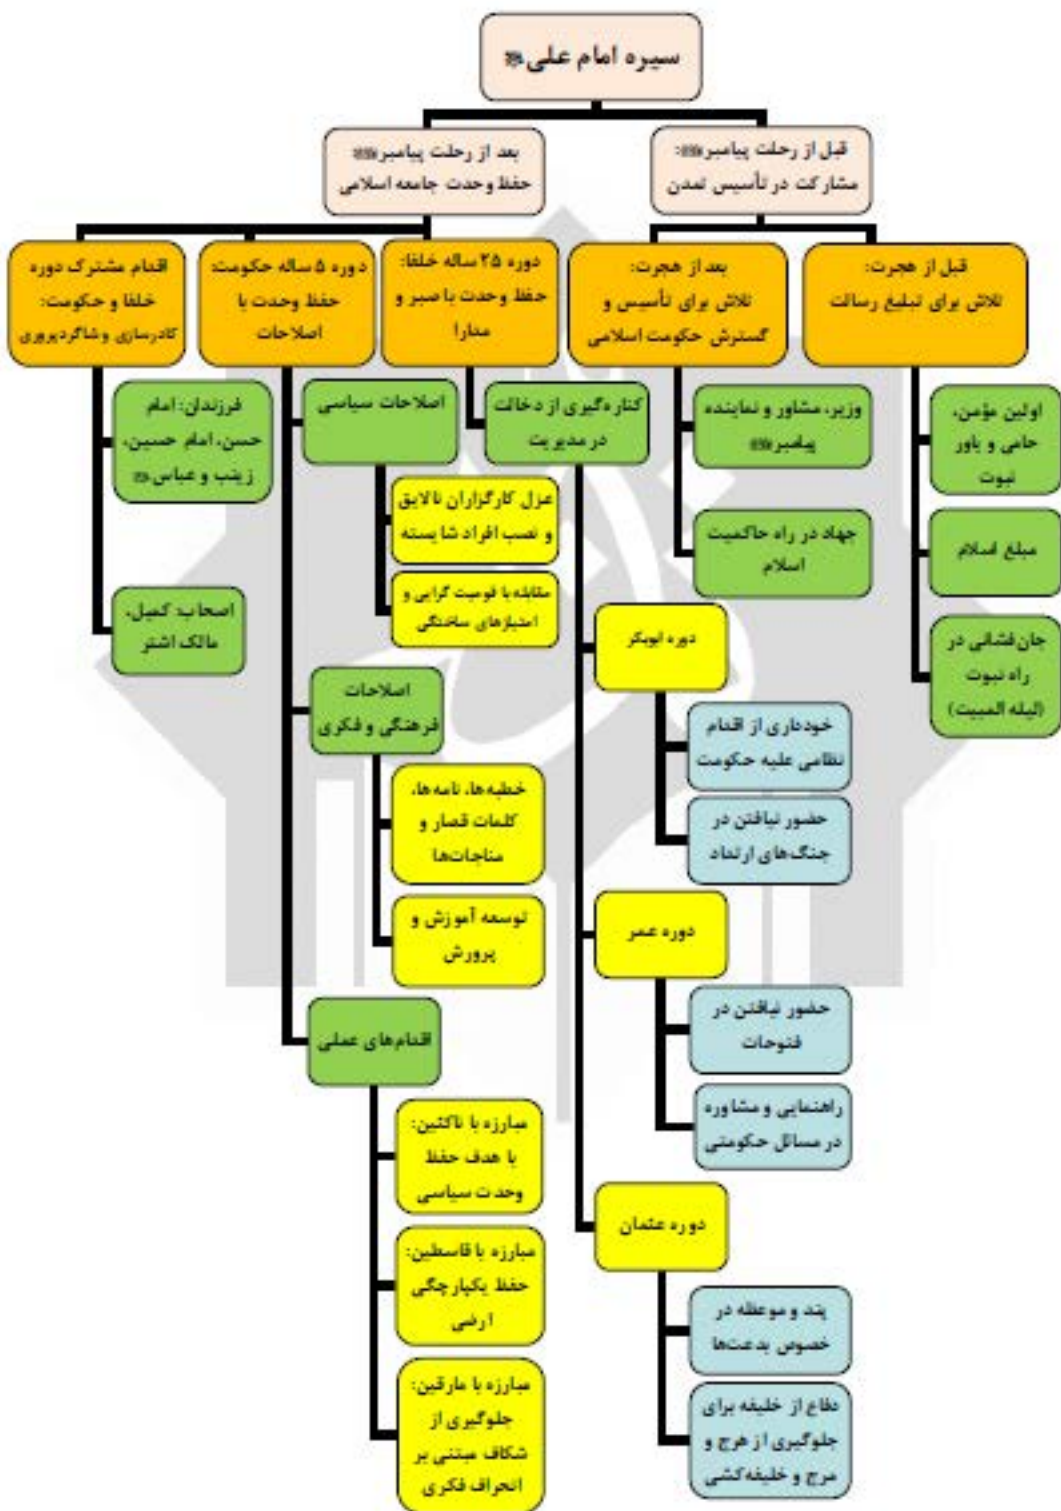 سیره امام علی
قبل از رحلت پیامبر:
مشارکت در تأسیس تمدن
بعد از رحلت پیامبر:
حفظ وحدت جامعه اسلامی
قبل از هجرت:
تلاش برای تبلیغ رسالت
بعد از هجرت:
تلاش برای تأسیس و
گسترش حکومت اسلامی
دوره ۲۵ ساله خلفا:
حفظ وحدت با صبر و
مدارا
دوره ۵ ساله حکومت:
حفظ وحدت با
اصلاحات
اقدام مشترک دوره
خلفا و حکومت:
کادرسازی و شاگردپروری
اولین مؤمن،
حامی و یاور
نبوت
مبلغ اسلام
جان‌فشانی در
راه نبوت
(لیله المبیت)
وزیر، مشاور و نماینده
پیامبر
جهاد در راه حاکمیت
اسلام
کناره‌گیری از دخالت
در مدیریت
دوره ابوبکر
خودداری از اقدام
نظامی علیه حکومت
حضور نیافتن در
جنگ‌های ارتداد
دوره عمر
حضور نیافتن در
فتوحات
راهنمایی و مشاوره
در مسائل حکومتی
دوره عثمان
پند و موعظه در
خصوص بدعت‌ها
دفاع از خلیفه برای
جلوگیری از هرج و
مرج و خلیفه‌کشی
اصلاحات سیاسی
عزل کارگزاران نالایق
و نصب افراد شایسته
مقابله با قومیت گرایی و
امتیازهای ساختگی
اصلاحات
فرهنگی و فکری
خطبه‌ها، نامه‌ها،
کلمات قصار و
مناجات‌ها
توسعه آموزش و
پرورش
اقدام‌های عملی
مبارزه با ناکثین:
با هدف حفظ
وحدت سیاسی
مبارزه با قاسطین:
حفظ یکپارچگی
ارضی
مبارزه با مارقین:
جلوگیری از
شکاف مبتنی بر
انحراف فکری
فرزندان: امام
حسن، امام حسین،
زینب و عباس
اصحاب: کمیل،
مالک اشتر